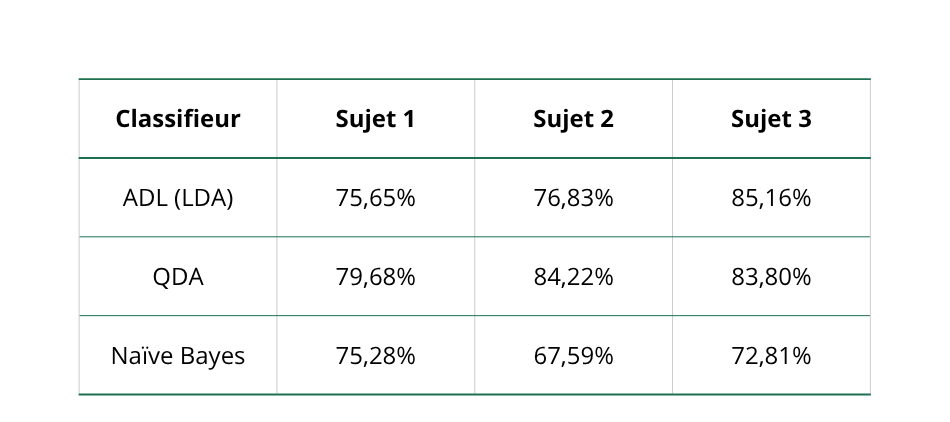 Classifieur Sujet 1 Sujet 2 Sujet 3
ADL (LDA) 75,65% 76,83% 85,16%
QDA 79,68% 84,22% 83,80%
Naïve Bayes 75,28% 67,59% 72,81%